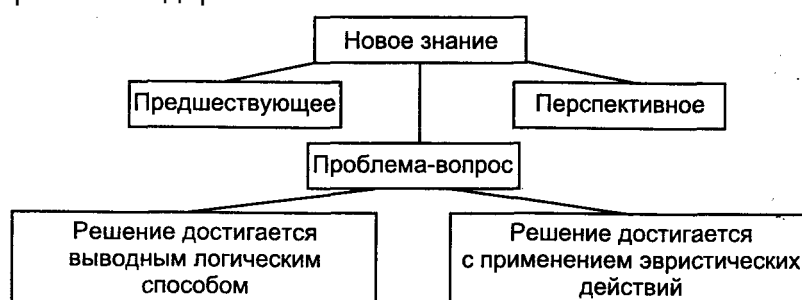 Новое знание
Предшествующее
Перспективное
Проблема-вопрос
Решение достигается
выводным логическим
способом
Решение достигается
с применением эвристических
действий